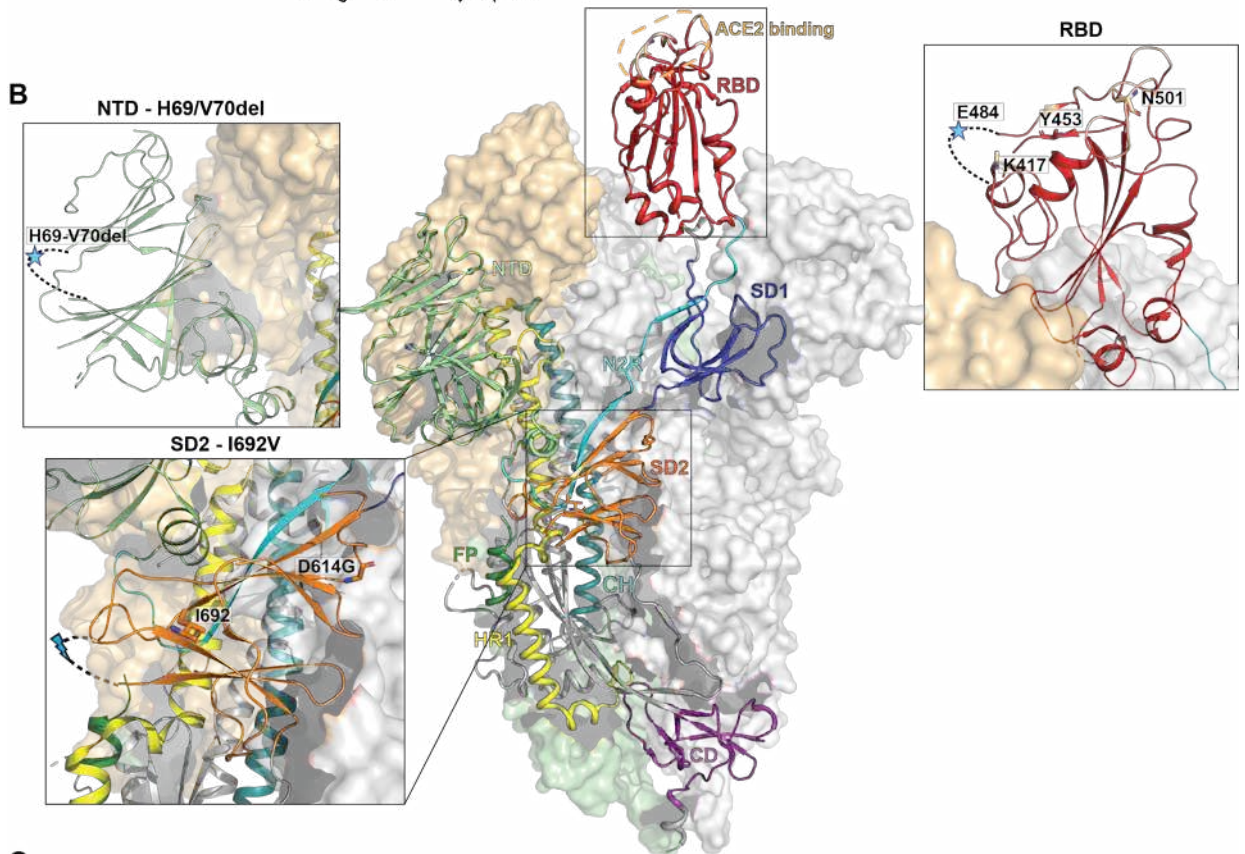 B
NTD - H69/V70del
H69-V70del
ACE2 binding
RBD
NTD
SD1
N2R
SD2
FP
CH
HR1
CD
RBD
E484
N501
Y453
K417
SD2 - I692V
D614G
I692